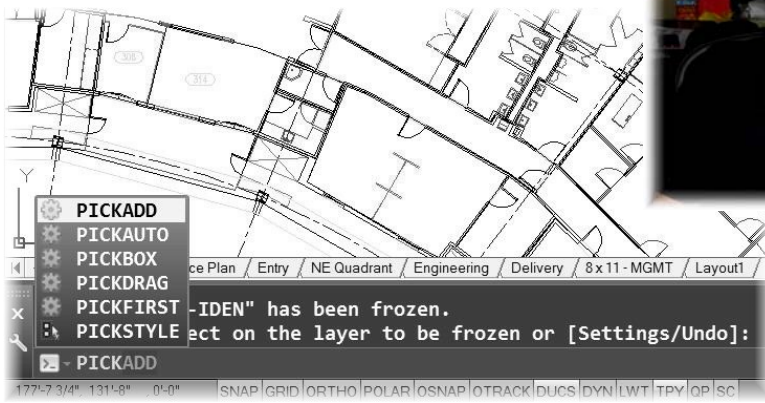 308
354
Y
PICKADD
PICKAUTO
PICKBOX
PICKDRAG
PICKFIRST
PICKSTYLE
ce Plan / Entry / NE Quadrant / Engineering / Delivery / 8 x 11 - MGMT / Layout1
-IDEN" has been frozen.
ect on the layer to be frozen or [Settings/Undo]:
PICKADD
177'-7 3/4", 131'-8" , 0'-0" SNAP GRID ORTHO POLAR OSNAP OTRACK DUCS DYN LWT TPY QP SC